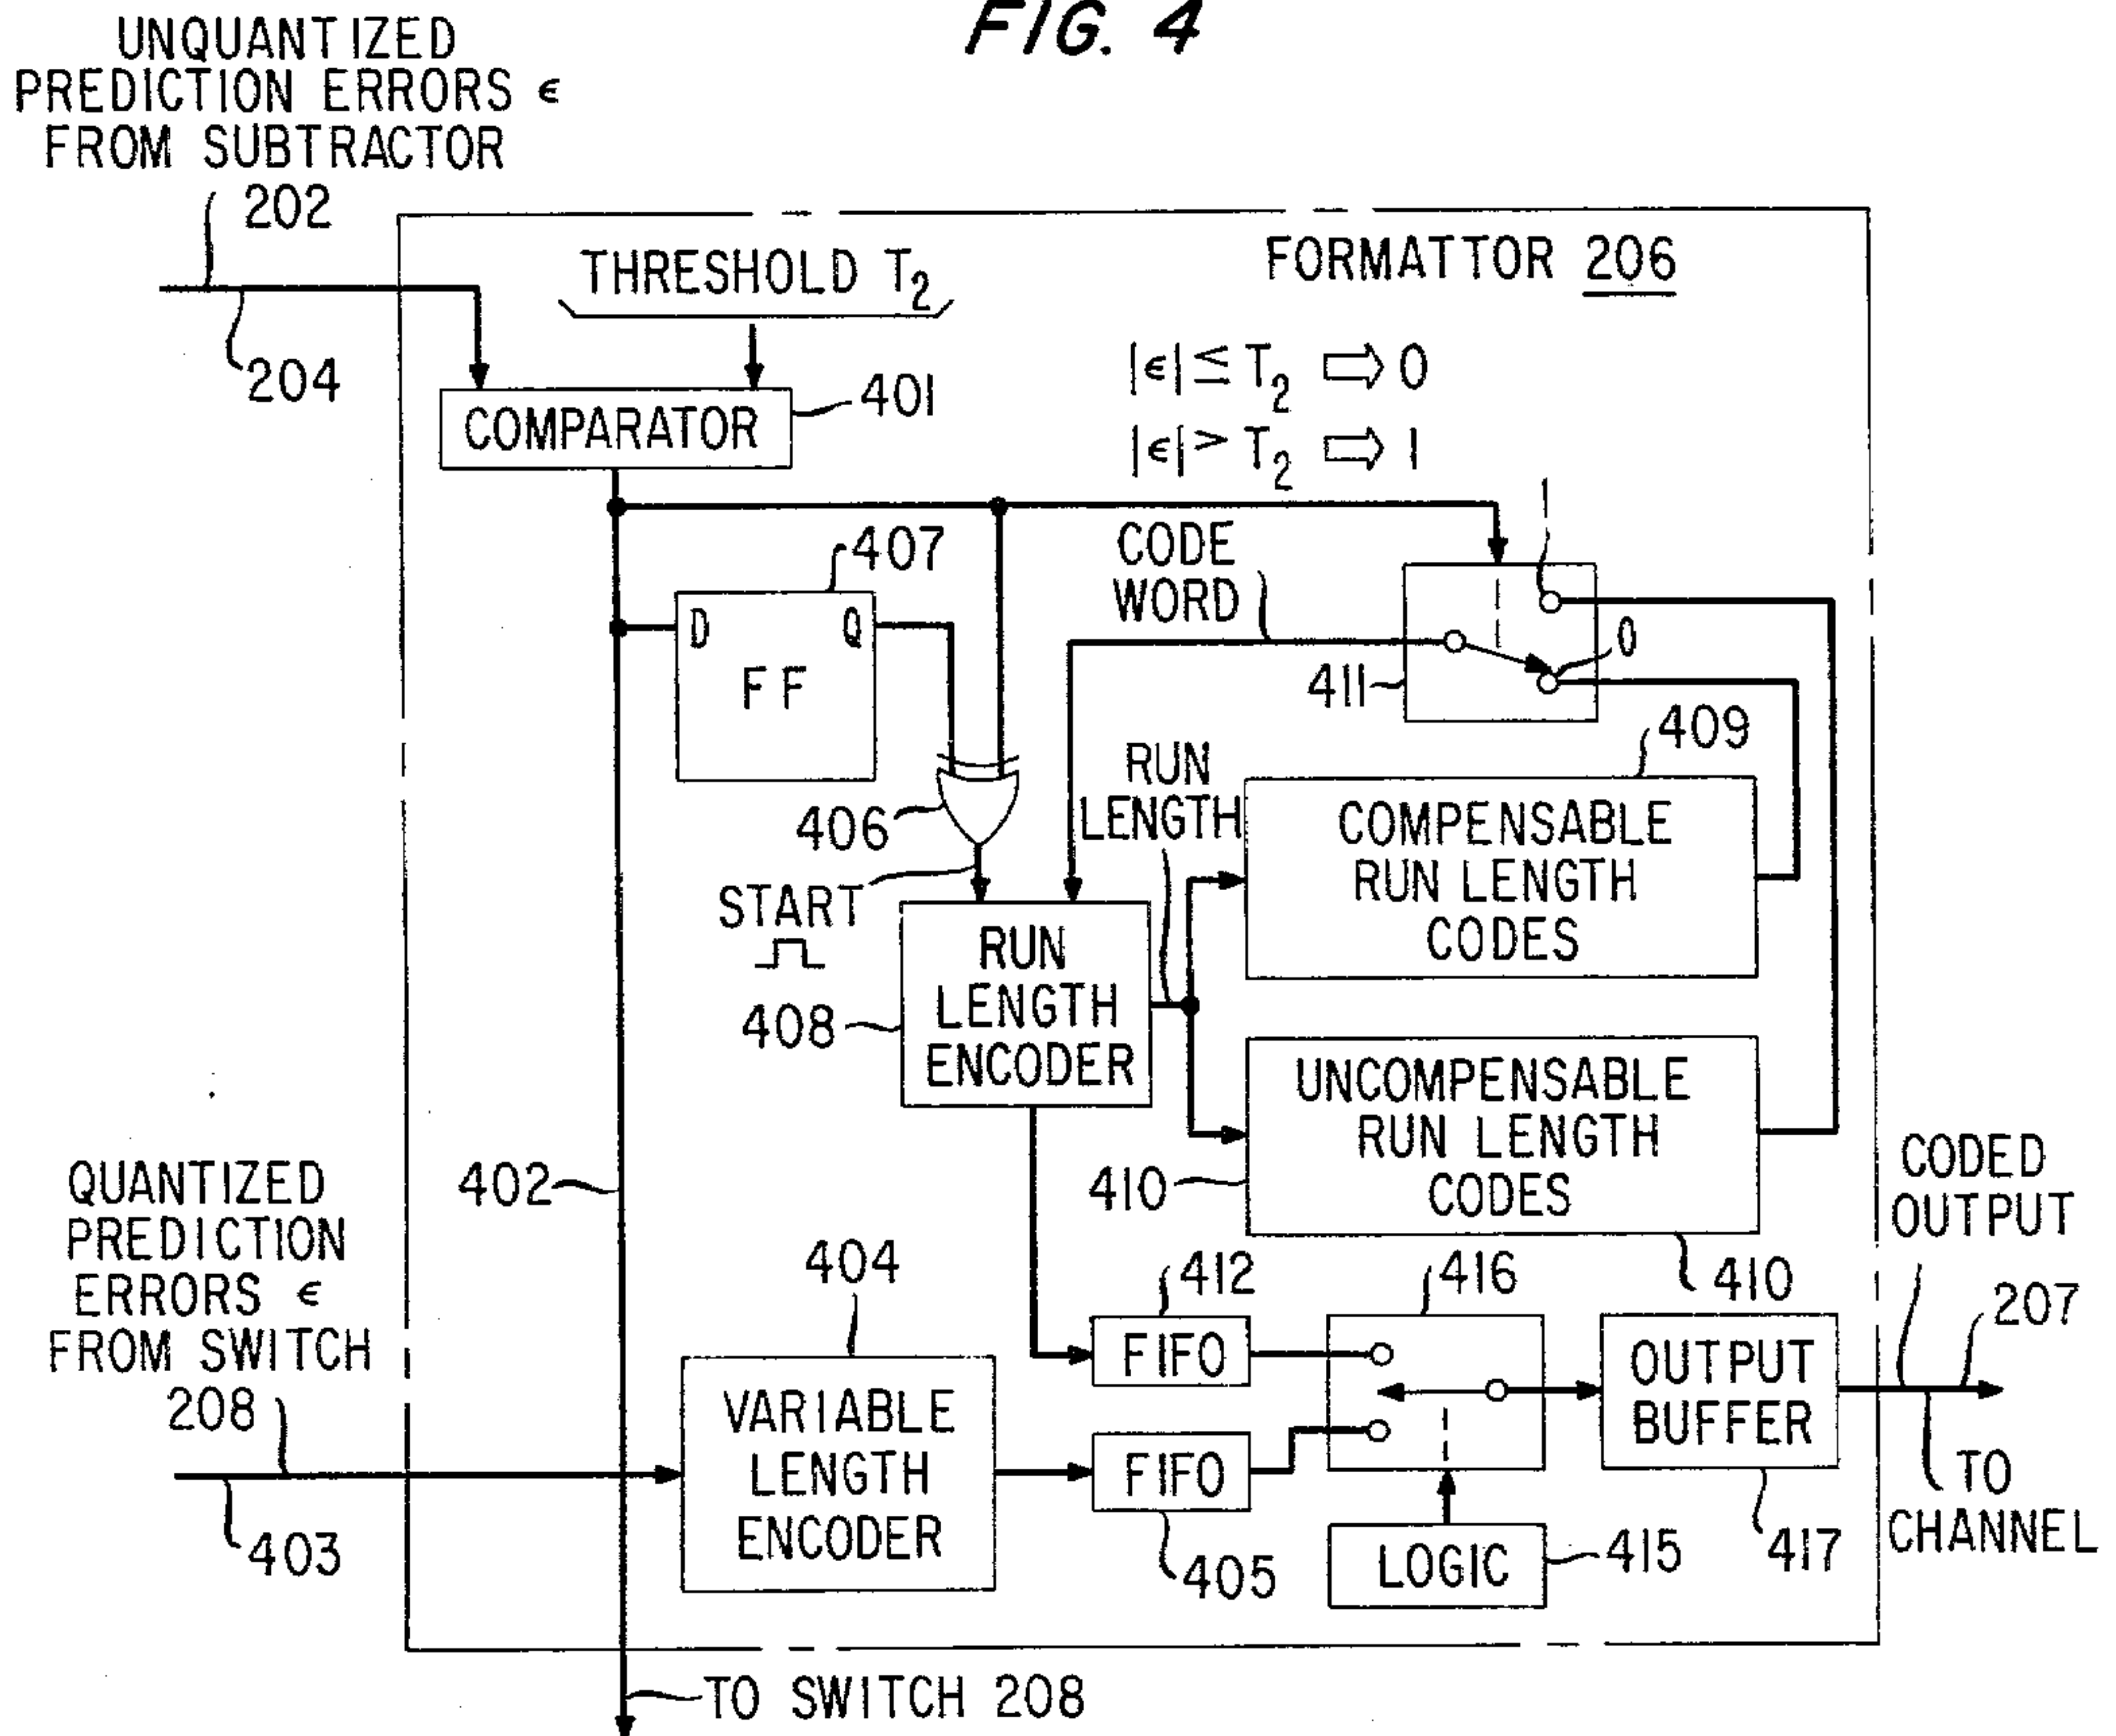 FIG. 4
UNQUANTIZED
PREDICTION ERRORS ϵ
FROM SUBTRACTOR
202
204
THRESHOLD T₂
FORMATTOR 206
COMPARATOR
401
|ϵ| ≤ T₂ ⇨ 0
|ϵ| > T₂ ⇨ 1
407
D Q
FF
CODE
WORD
1
0
411
406
START
RUN
LENGTH
409
COMPENSABLE
RUN LENGTH
CODES
RUN
LENGTH
ENCODER
408
UNCOMPENSABLE
RUN LENGTH
CODES
410
410
402
QUANTIZED
PREDICTION
ERRORS ϵ
FROM SWITCH
208
403
404
VARIABLE
LENGTH
ENCODER
412
FIFO
FIFO
405
416
LOGIC
415
OUTPUT
BUFFER
417
CODED
OUTPUT
207
TO
CHANNEL
TO SWITCH 208